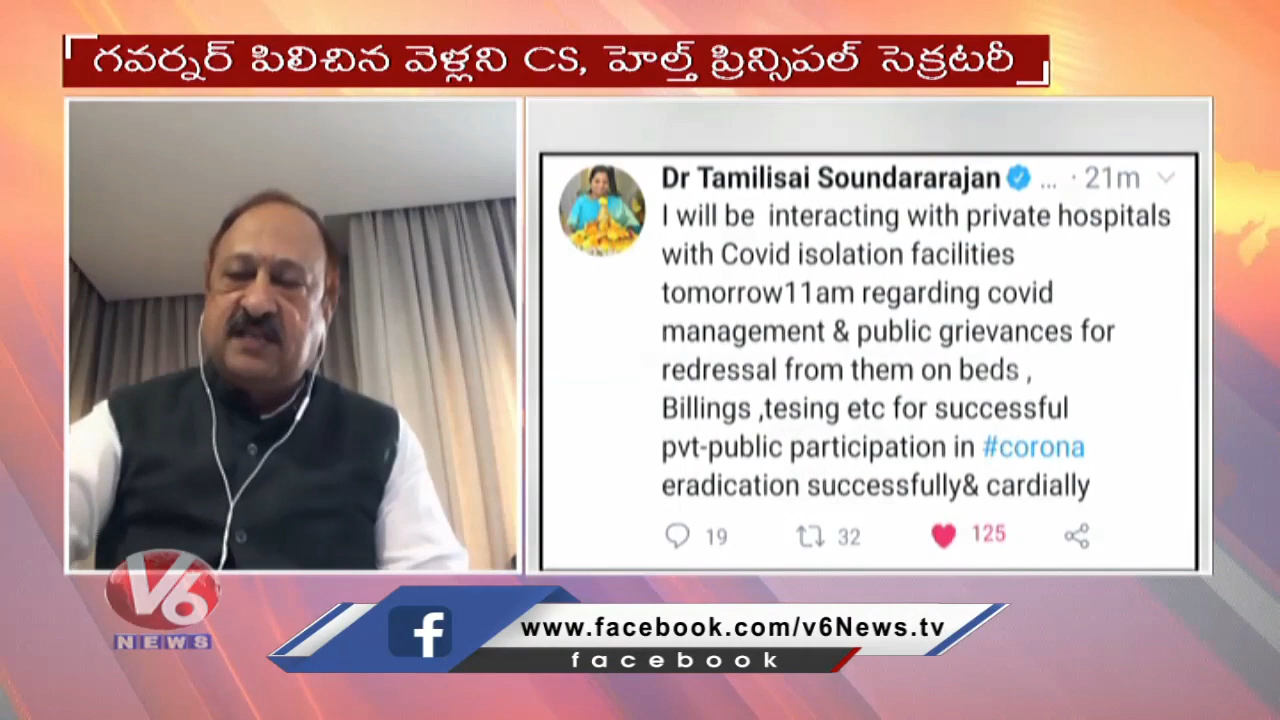 గవర్నర్ పిలిచిన వెళ్లని CS, హెల్త్ ప్రిన్సిపల్ సెక్రటరీ
Dr Tamilisai Soundararajan ... · 21m
I will be interacting with private hospitals
with Covid isolation facilities
tomorrow11am regarding covid
management & public grievances for
redressal from them on beds ,
Billings ,tesing etc for successful
pvt-public participation in #corona
eradication successfully& cardially
19 32 125
V6
NEWS
f www.facebook.com/v6News.tv
facebook